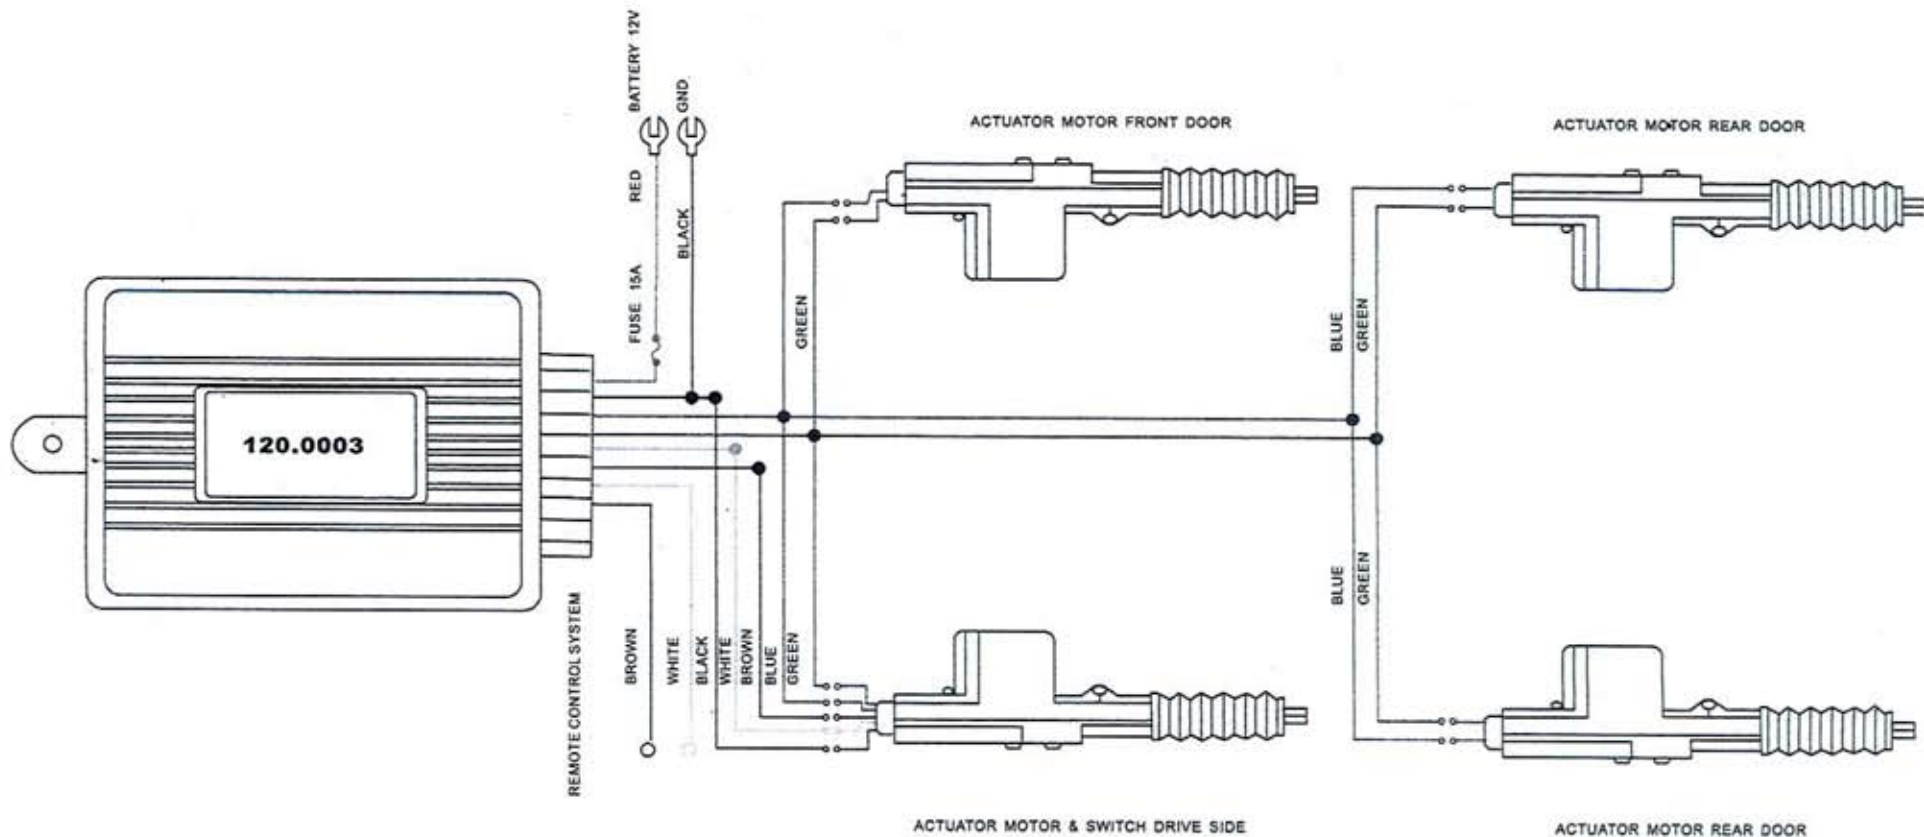 BATTERY 12V
GND
RED
FUSE 15A
BLACK
ACTUATOR MOTOR FRONT DOOR
ACTUATOR MOTOR REAR DOOR
GREEN
BLUE
GREEN
120.0003
REMOTE CONTROL SYSTEM
BROWN
WHITE
BLACK
WHITE
BROWN
BLUE
GREEN
BLUE
GREEN
ACTUATOR MOTOR & SWITCH DRIVE SIDE
ACTUATOR MOTOR REAR DOOR